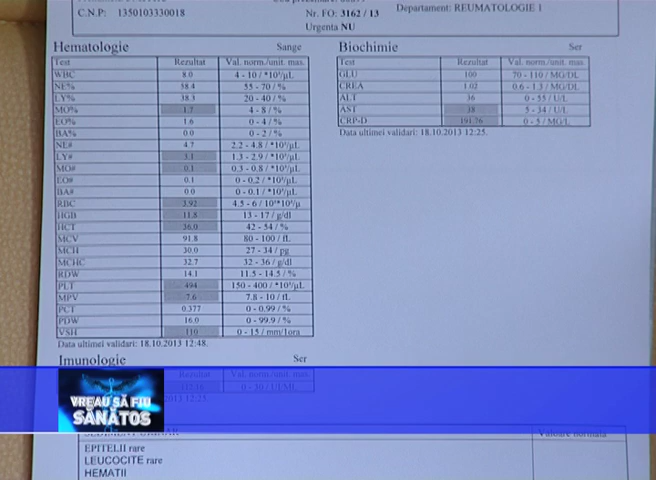 C.N.P: 1350103330018
Nr. FO: 3162 / 13
Departament: REUMATOLOGIE 1
Urgenta NU
Hematologie Sange
Test Rezultat Val. norm./unit. mas.
WBC 8.0 4 - 10 / *10³/µL
NE% 58.4 55 - 70 / %
LY% 38.3 20 - 40 / %
MO% 1.7 4 - 8 / %
EO% 1.6 0 - 4 / %
BA% 0.0 0 - 2 / %
NE# 4.7 2.2 - 4.8 / *10³/µL
LY# 3.1 1.3 - 2.9 / *10³/µL
MO# 0.1 0.3 - 0.8 / *10³/µL
EO# 0.1 0 - 0.2 / *10³/µL
BA# 0.0 0 - 0.1 / *10³/µL
RBC 3.92 4.5 - 6
HGB 11.8 13 - 17 / g/dl
HCT 36.0 42 - 54 / %
MCV 91.8 80 - 100 / fL
MCH 30.0 27 - 34 / pg
MCHC 32.7 32 - 36 / g/dl
RDW 14.1 11.5 - 14.5 / %
PLT 494 150 - 400 / *10³/µL
MPV 7.6 7.8 - 10 / fL
PCT 0.377 0 - 0.99 / %
PDW 16.0 0 - 99.9 / %
VSH 110 0 - 15 / mm/1ora
Data ultimei validari: 18.10.2013 12:48.
Biochimie Ser
Test Rezultat Val. norm./unit. mas.
GLU 100 70 - 110 / MG/DL
CREA 1.02 0.6 - 1.3 / MG/DL
ALT 36 0 - 55 / U/L
AST 38 5 - 34 / U/L
CRP-D 191.76 0 - 5 / MG/L
Data ultimei validari: 18.10.2013 12:25.
Imunologie Ser
Rezultat Val. norm./unit. mas.
2013 12:25
VREAU SĂ FIU
SĂNĂTOS
SEDIMENT URINAR Valoare normala
EPITELII rare
LEUCOCITE rare
HEMATII